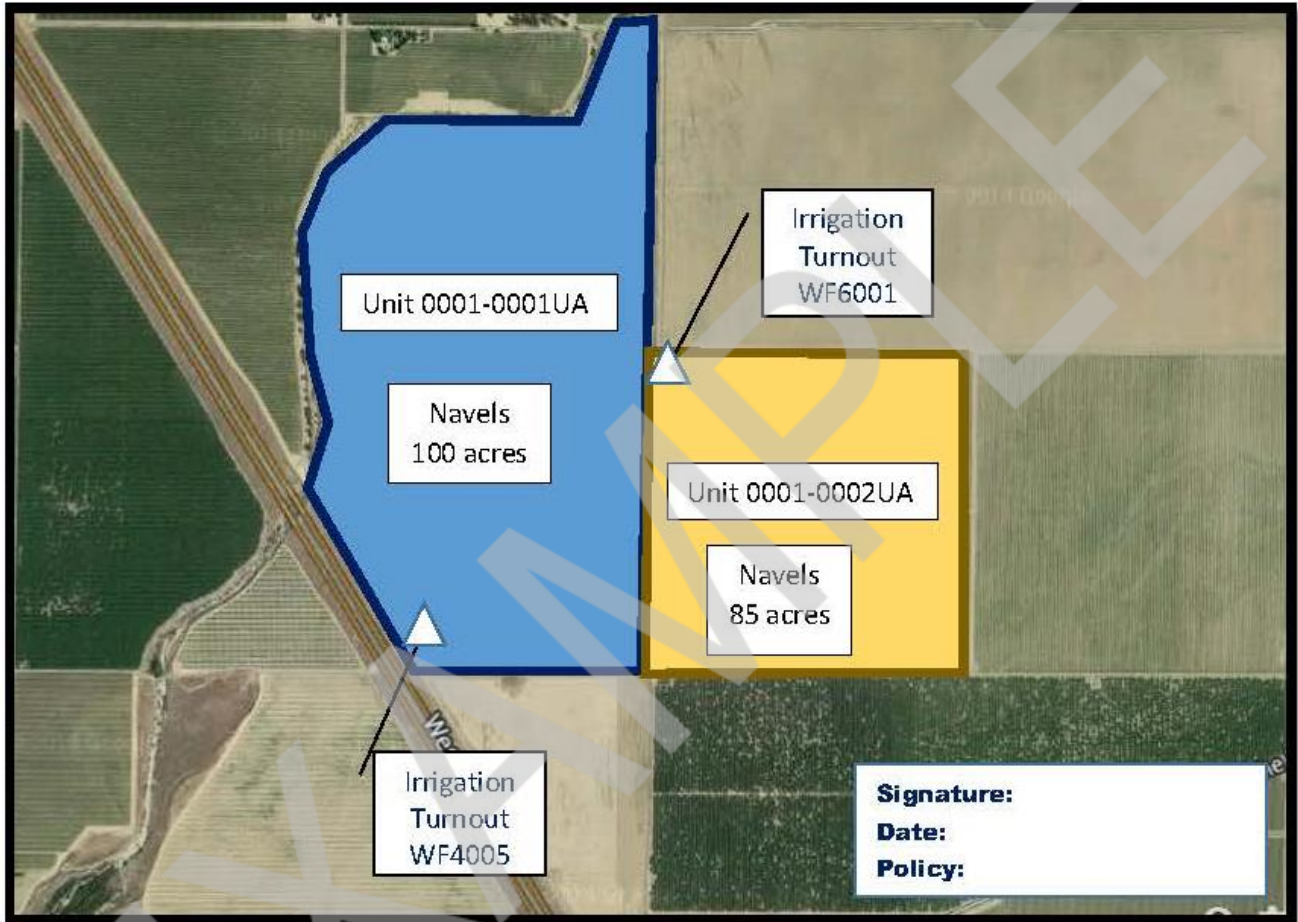 Unit 0001-0001UA
Navels
100 acres
Irrigation
Turnout
WF6001
Unit 0001-0002UA
Navels
85 acres
Irrigation
Turnout
WF4005
Signature:
Date:
Policy: